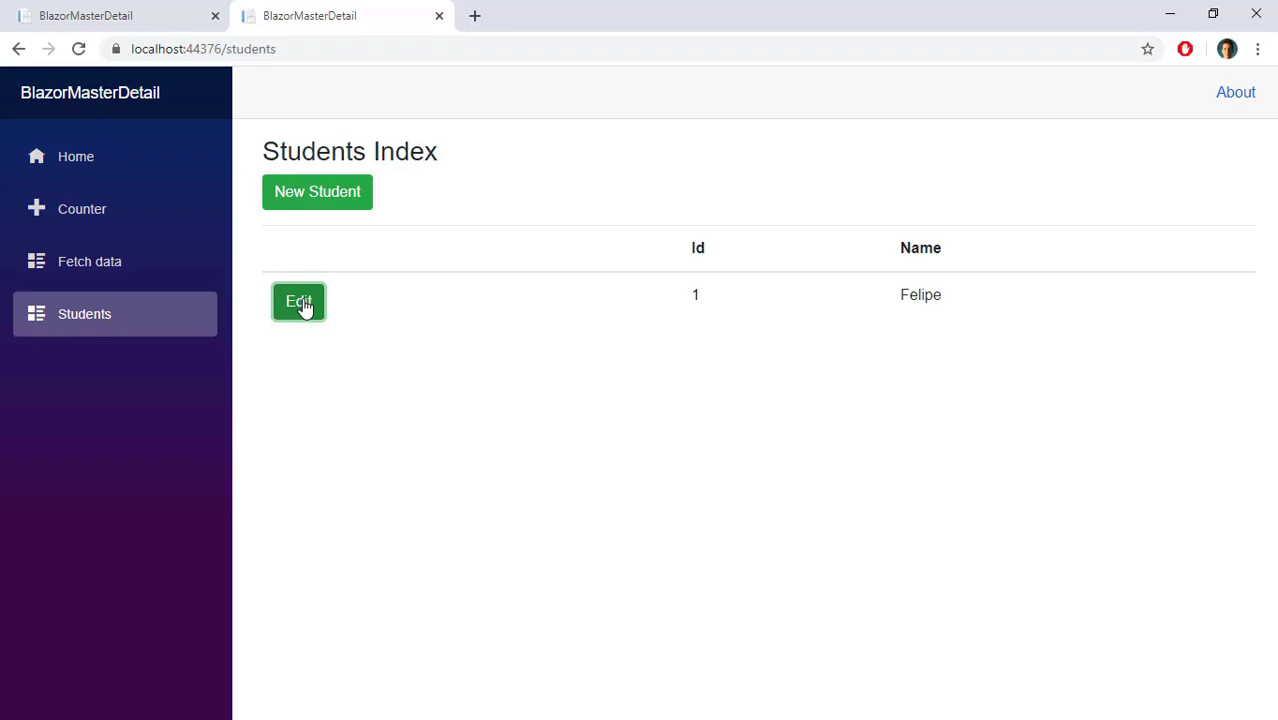 BlazorMasterDetail
BlazorMasterDetail
localhost:44376/students
BlazorMasterDetail
About
Home
Counter
Fetch data
Students
Students Index
New Student
Id Name
Edit 1 Felipe